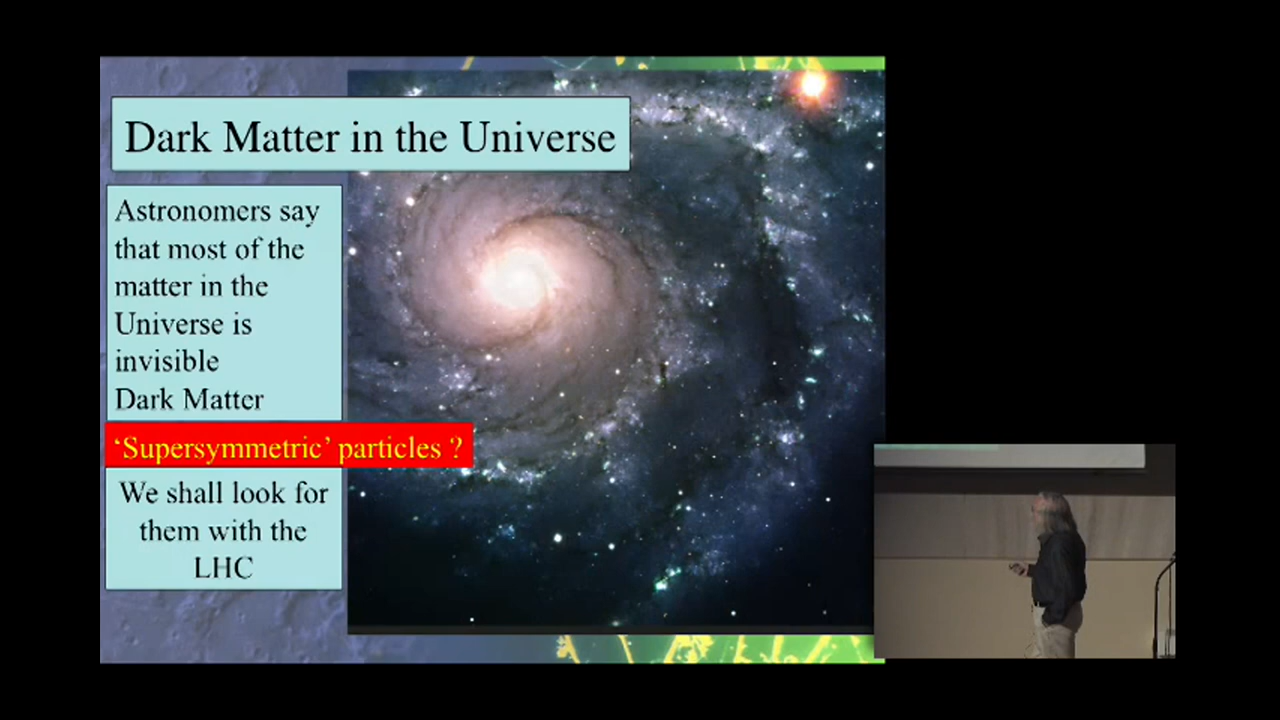 Dark Matter in the Universe
Astronomers say
that most of the
matter in the
Universe is
invisible
Dark Matter
‘Supersymmetric’ particles ?
We shall look for
them with the
LHC